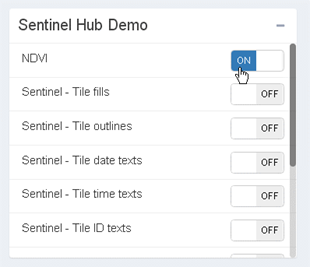 Sentinel Hub Demo
NDVI ON
Sentinel - Tile fills OFF
Sentinel - Tile outlines OFF
Sentinel - Tile date texts OFF
Sentinel - Tile time texts OFF
Sentinel - Tile ID texts OFF